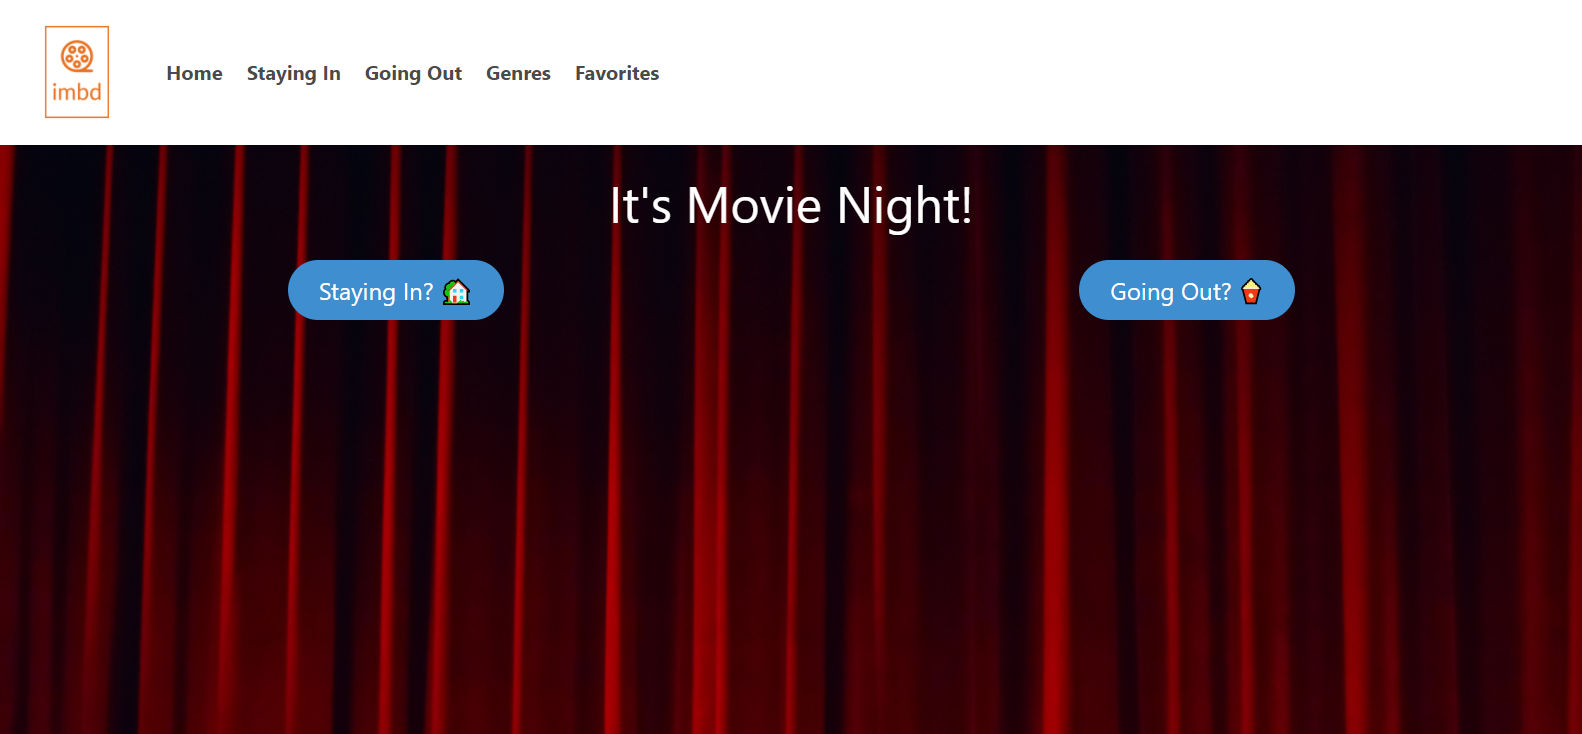 imbd
Home Staying In Going Out Genres Favorites
It's Movie Night!
Staying In? 🏡
Going Out? 🍿